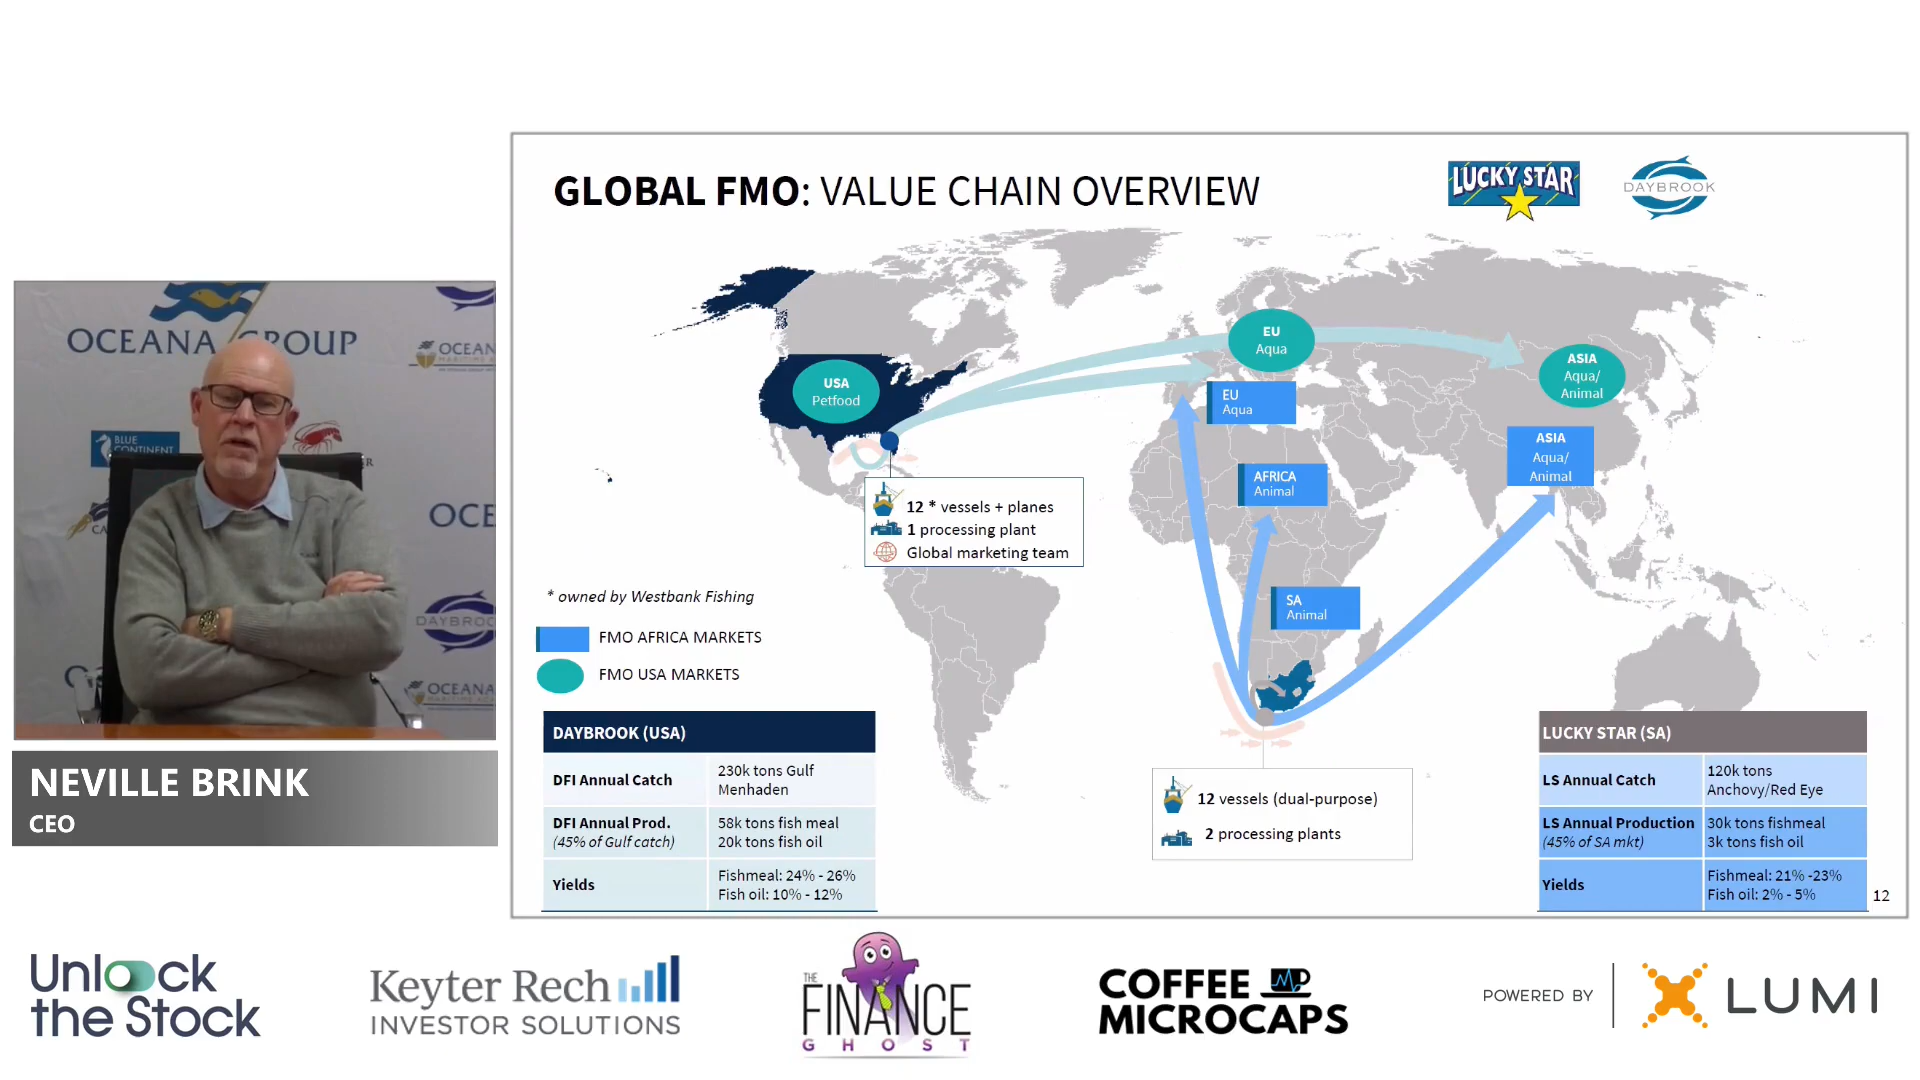 GLOBAL FMO: VALUE CHAIN OVERVIEW
LUCKY STAR
DAYBROOK
OCEANA GROUP
OCEAN
BLUE
CONTINENT
OCE
DAYBROO
OCEANA
NEVILLE BRINK
CEO
USA
Petfood
EU
Aqua
ASIA
Aqua/
Animal
EU
Aqua
ASIA
Aqua/
Animal
AFRICA
Animal
SA
Animal
12 * vessels + planes
1 processing plant
Global marketing team
* owned by Westbank Fishing
FMO AFRICA MARKETS
FMO USA MARKETS
12 vessels (dual-purpose)
2 processing plants
DAYBROOK (USA)
DFI Annual Catch
230k tons Gulf
Menhaden
DFI Annual Prod.
(45% of Gulf catch)
58k tons fish meal
20k tons fish oil
Yields
Fishmeal: 24% - 26%
Fish oil: 10% - 12%
LUCKY STAR (SA)
LS Annual Catch
120k tons
Anchovy/Red Eye
LS Annual Production
(45% of SA mkt)
30k tons fishmeal
3k tons fish oil
Yields
Fishmeal: 21% -23%
Fish oil: 2% - 5%
12
Unlock
the Stock
Keyter Rech
INVESTOR SOLUTIONS
THE
FINANCE
GHOST
COFFEE
MICROCAPS
POWERED BY
LUMI